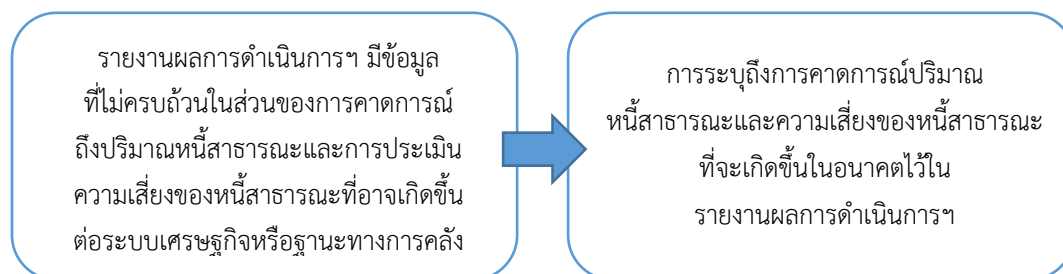 รายงานผลการดำเนินการฯ มีข้อมูล
ที่ไม่ครบถ้วนในส่วนของการคาดการณ์
ถึงปริมาณหนี้สาธารณะและการประเมิน
ความเสี่ยงของหนี้สาธารณะที่อาจเกิดขึ้น
ต่อระบบเศรษฐกิจหรือฐานะทางการคลัง
การระบุถึงการคาดการณ์ปริมาณ
หนี้สาธารณะและความเสี่ยงของหนี้สาธารณะ
ที่จะเกิดขึ้นในอนาคตไว้ใน
รายงานผลการดำเนินการฯ